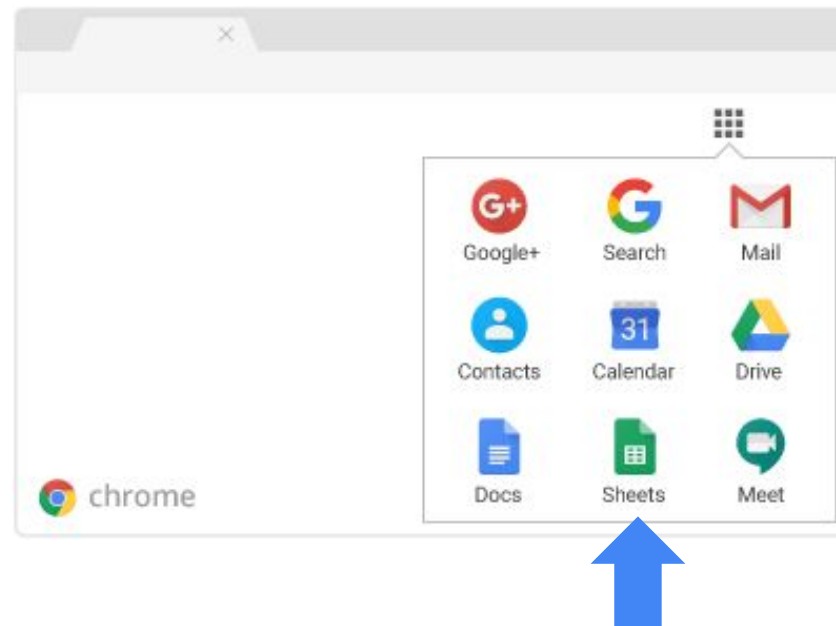 G+
Google+
Search
Mail
Contacts
31
Calendar
Drive
Docs
Sheets
Meet
chrome